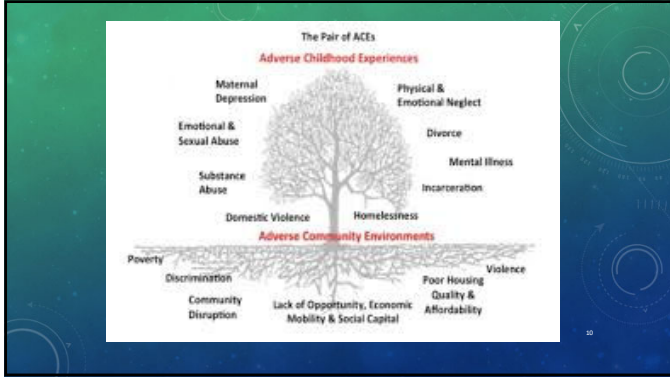 The Pair of ACEs
Adverse Childhood Experiences
Maternal
Depression
Physical &
Emotional Neglect
Emotional &
Sexual Abuse
Divorce
Mental Illness
Substance
Abuse
Incarceration
Domestic Violence
Homelessness
Adverse Community Environments
Poverty
Discrimination
Violence
Community
Disruption
Lack of Opportunity, Economic
Mobility & Social Capital
Poor Housing
Quality &
Affordability
10